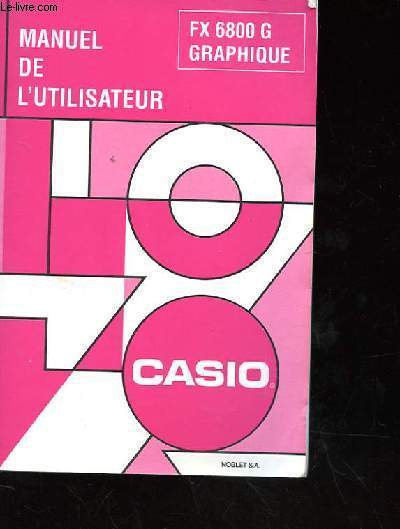 Le-livre.com
MANUEL
DE
L'UTILISATEUR
FX 6800 G
GRAPHIQUE
CASIO
NOBLET S.A.